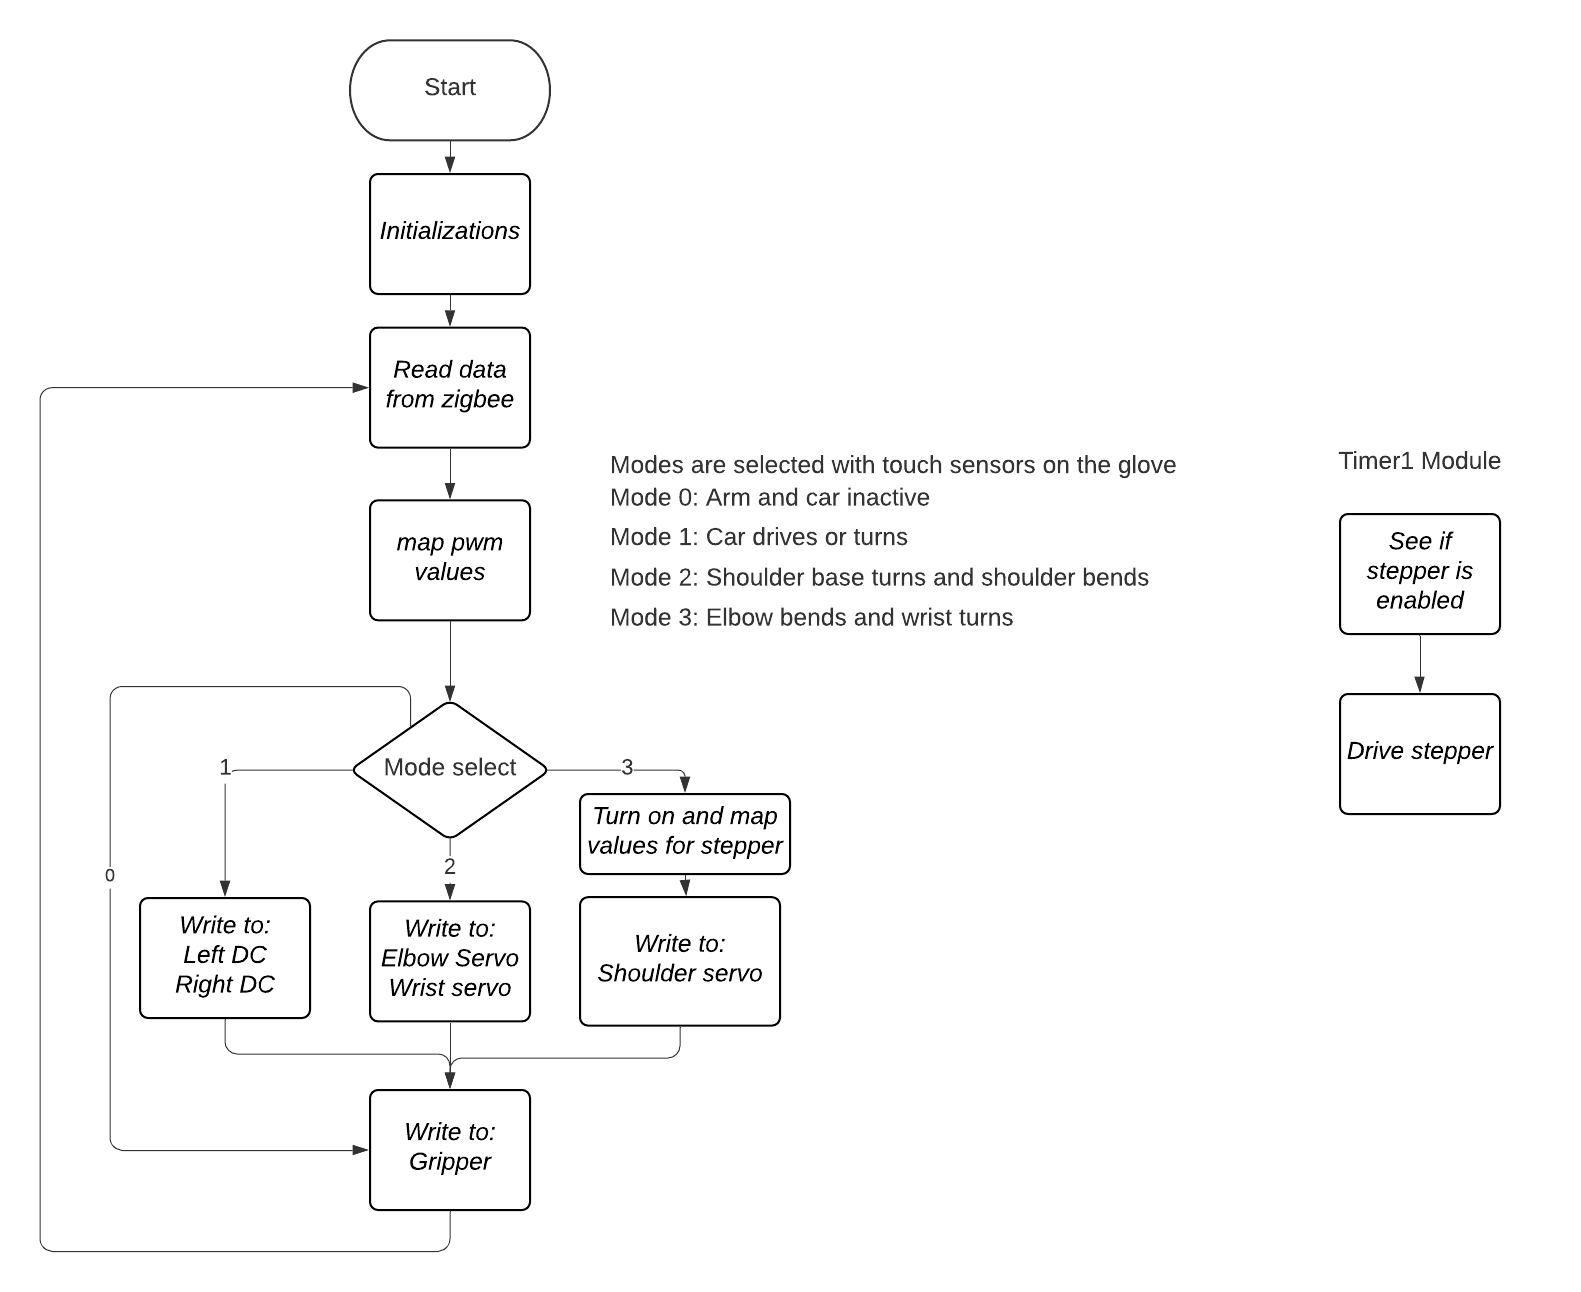 Start
Initializations
Read data
from zigbee
map pwm
values
Modes are selected with touch sensors on the glove
Mode 0: Arm and car inactive
Mode 1: Car drives or turns
Mode 2: Shoulder base turns and shoulder bends
Mode 3: Elbow bends and wrist turns
Timer1 Module
See if
stepper is
enabled
Drive stepper
Mode select
1
3
2
0
Turn on and map
values for stepper
Write to:
Left DC
Right DC
Write to:
Elbow Servo
Wrist servo
Write to:
Shoulder servo
Write to:
Gripper